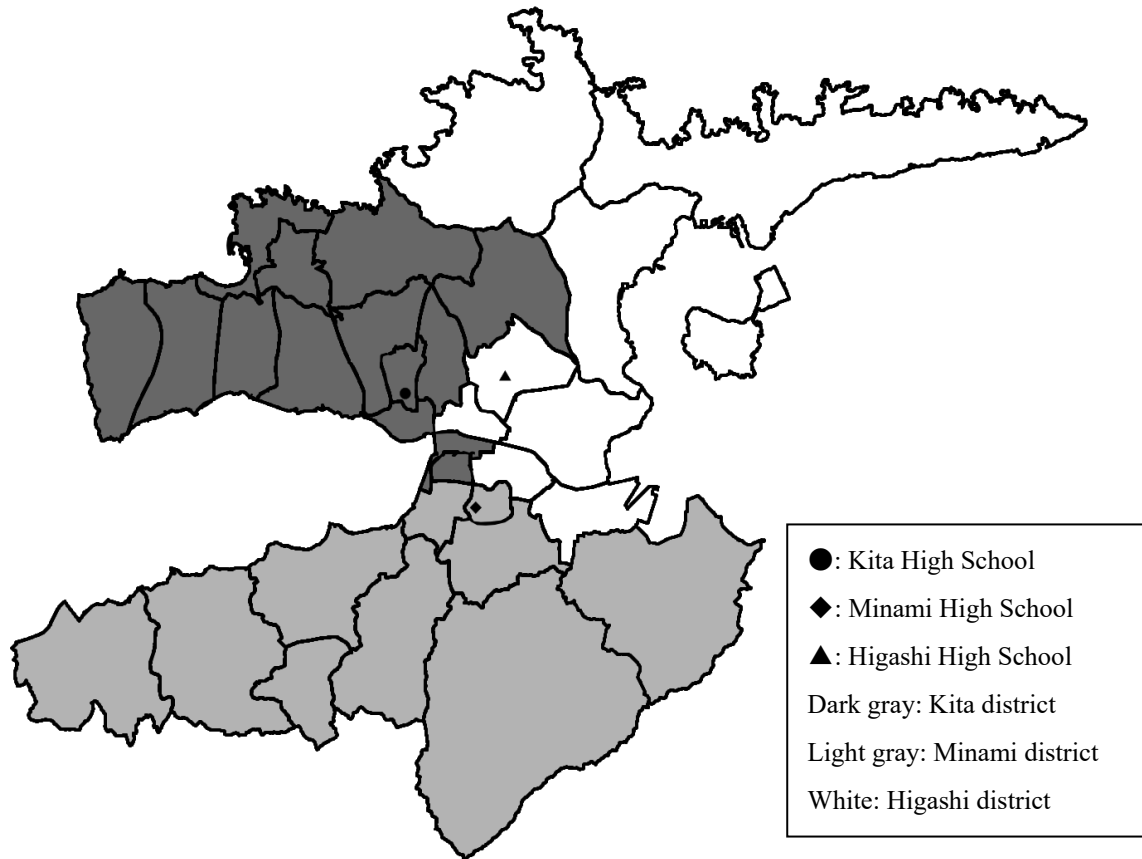 ●: Kita High School
◆: Minami High School
▲: Higashi High School
Dark gray: Kita district
Light gray: Minami district
White: Higashi district